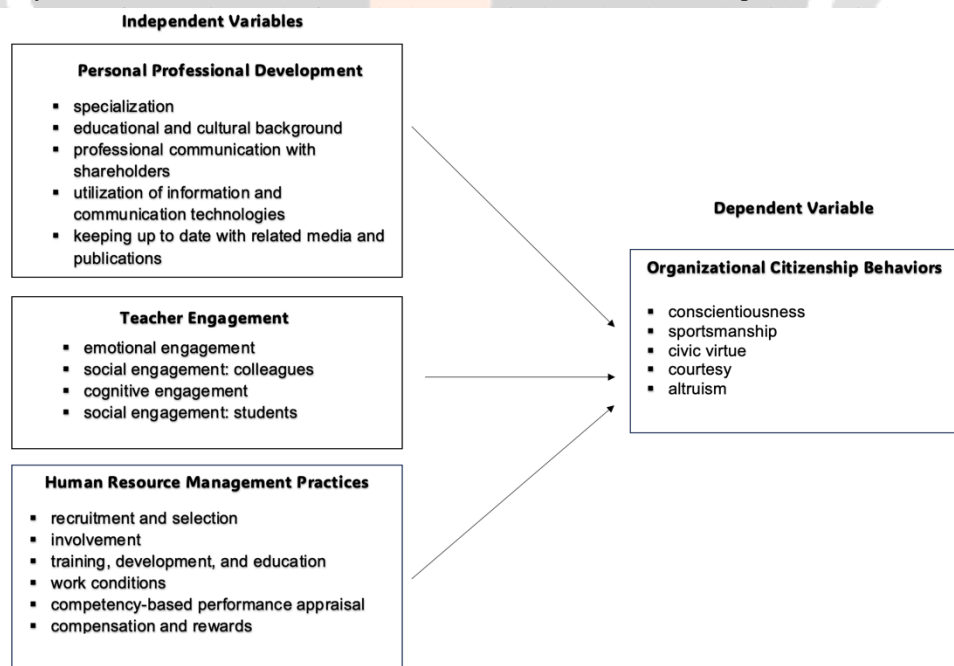 Independent Variables
Personal Professional Development
▪ specialization
▪ educational and cultural background
▪ professional communication with
shareholders
▪ utilization of information and
communication technologies
▪ keeping up to date with related media and
publications
Teacher Engagement
▪ emotional engagement
▪ social engagement: colleagues
▪ cognitive engagement
▪ social engagement: students
Human Resource Management Practices
▪ recruitment and selection
▪ involvement
▪ training, development, and education
▪ work conditions
▪ competency-based performance appraisal
▪ compensation and rewards
Dependent Variable
Organizational Citizenship Behaviors
▪ conscientiousness
▪ sportsmanship
▪ civic virtue
▪ courtesy
▪ altruism